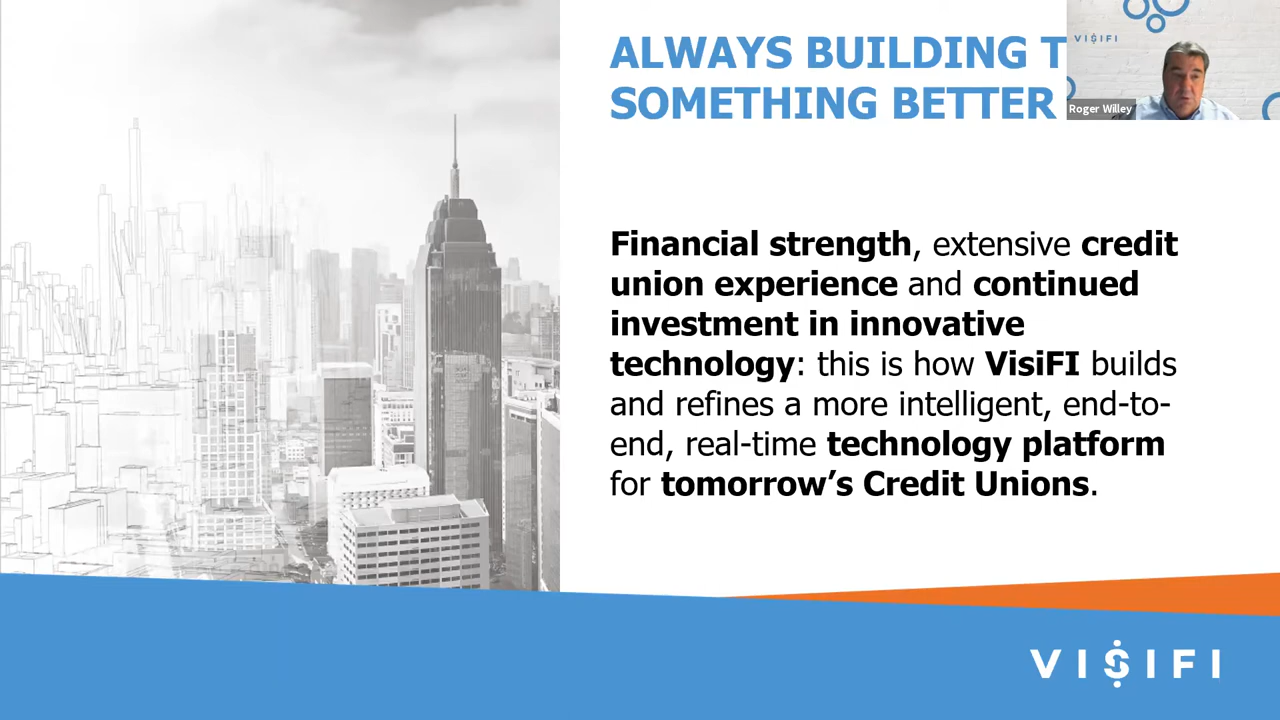 ALWAYS BUILDING T
SOMETHING BETTER
VISIFI
Roger Willey
Financial strength, extensive credit
union experience and continued
investment in innovative
technology: this is how VisiFI builds
and refines a more intelligent, end-to-
end, real-time technology platform
for tomorrow’s Credit Unions.
VISIFI